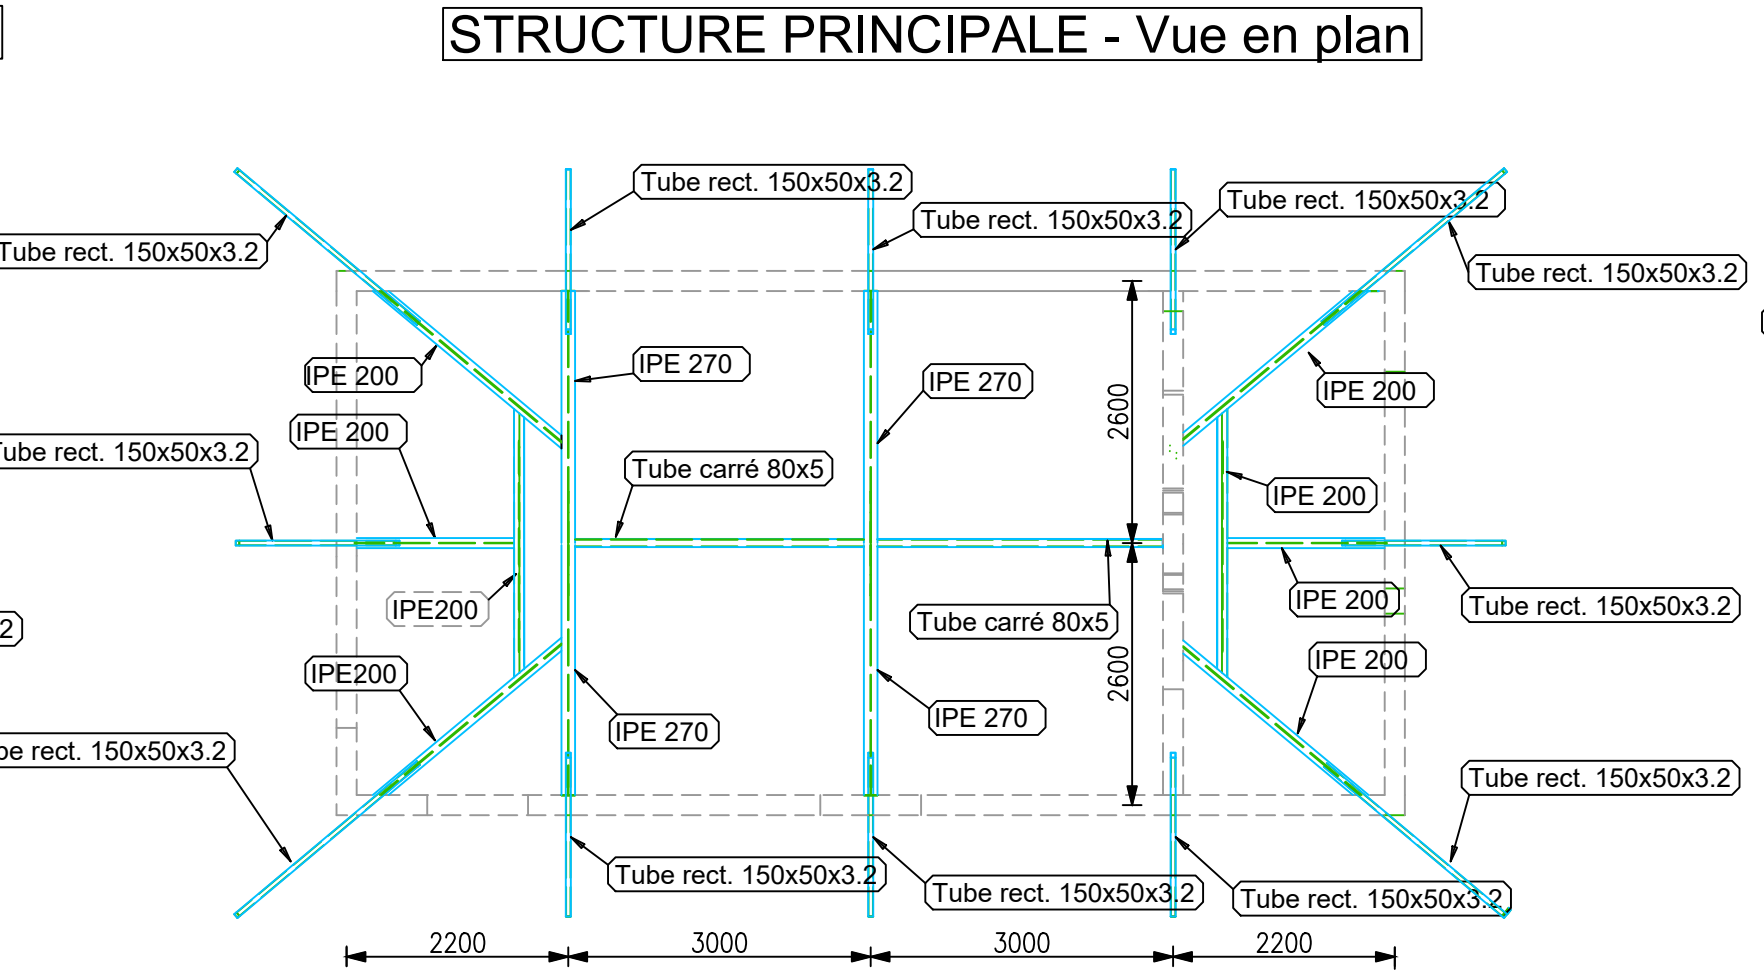 STRUCTURE PRINCIPALE - Vue en plan
Tube rect. 150x50x3.2
Tube rect. 150x50x3.2
Tube rect. 150x50x3.2
Tube rect. 150x50x3.2
Tube rect. 150x50x3.2
IPE 200
IPE 270
IPE 270
IPE 200
2600
IPE 200
Tube rect. 150x50x3.2
Tube carré 80x5
IPE 200
IPE200
Tube carré 80x5
IPE 200
Tube rect. 150x50x3.2
2
IPE200
2600
IPE 200
IPE 270
IPE 270
rect. 150x50x3.2
Tube rect. 150x50x3.2
Tube rect. 150x50x3.2
Tube rect. 150x50x3.2
Tube rect. 150x50x3.2
2200
3000
3000
2200